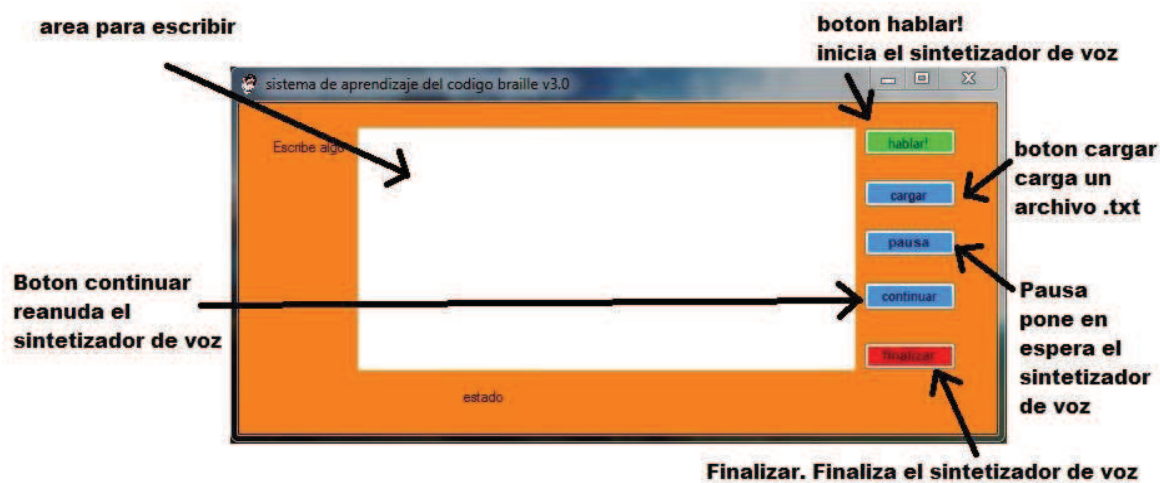 area para escribir
boton hablar!
inicia el sintetizador de voz
sistema de aprendizaje del codigo braille v3.0
Escribe algo
hablar!
boton cargar
carga un
archivo .txt
cargar
pausa
Boton continuar
reanuda el
sintetizador de voz
continuar
Pausa
pone en
espera el
sintetizador
de voz
finalizar
estado
Finalizar. Finaliza el sintetizador de voz